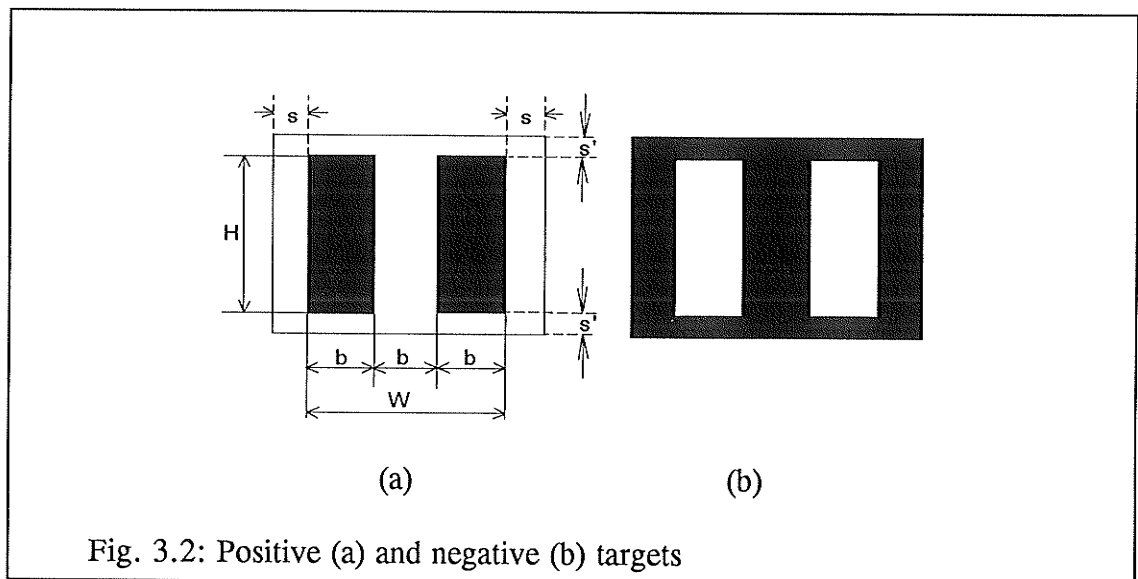 s s
s'
H
s'
b b b
W
(a) (b)
Fig. 3.2: Positive (a) and negative (b) targets